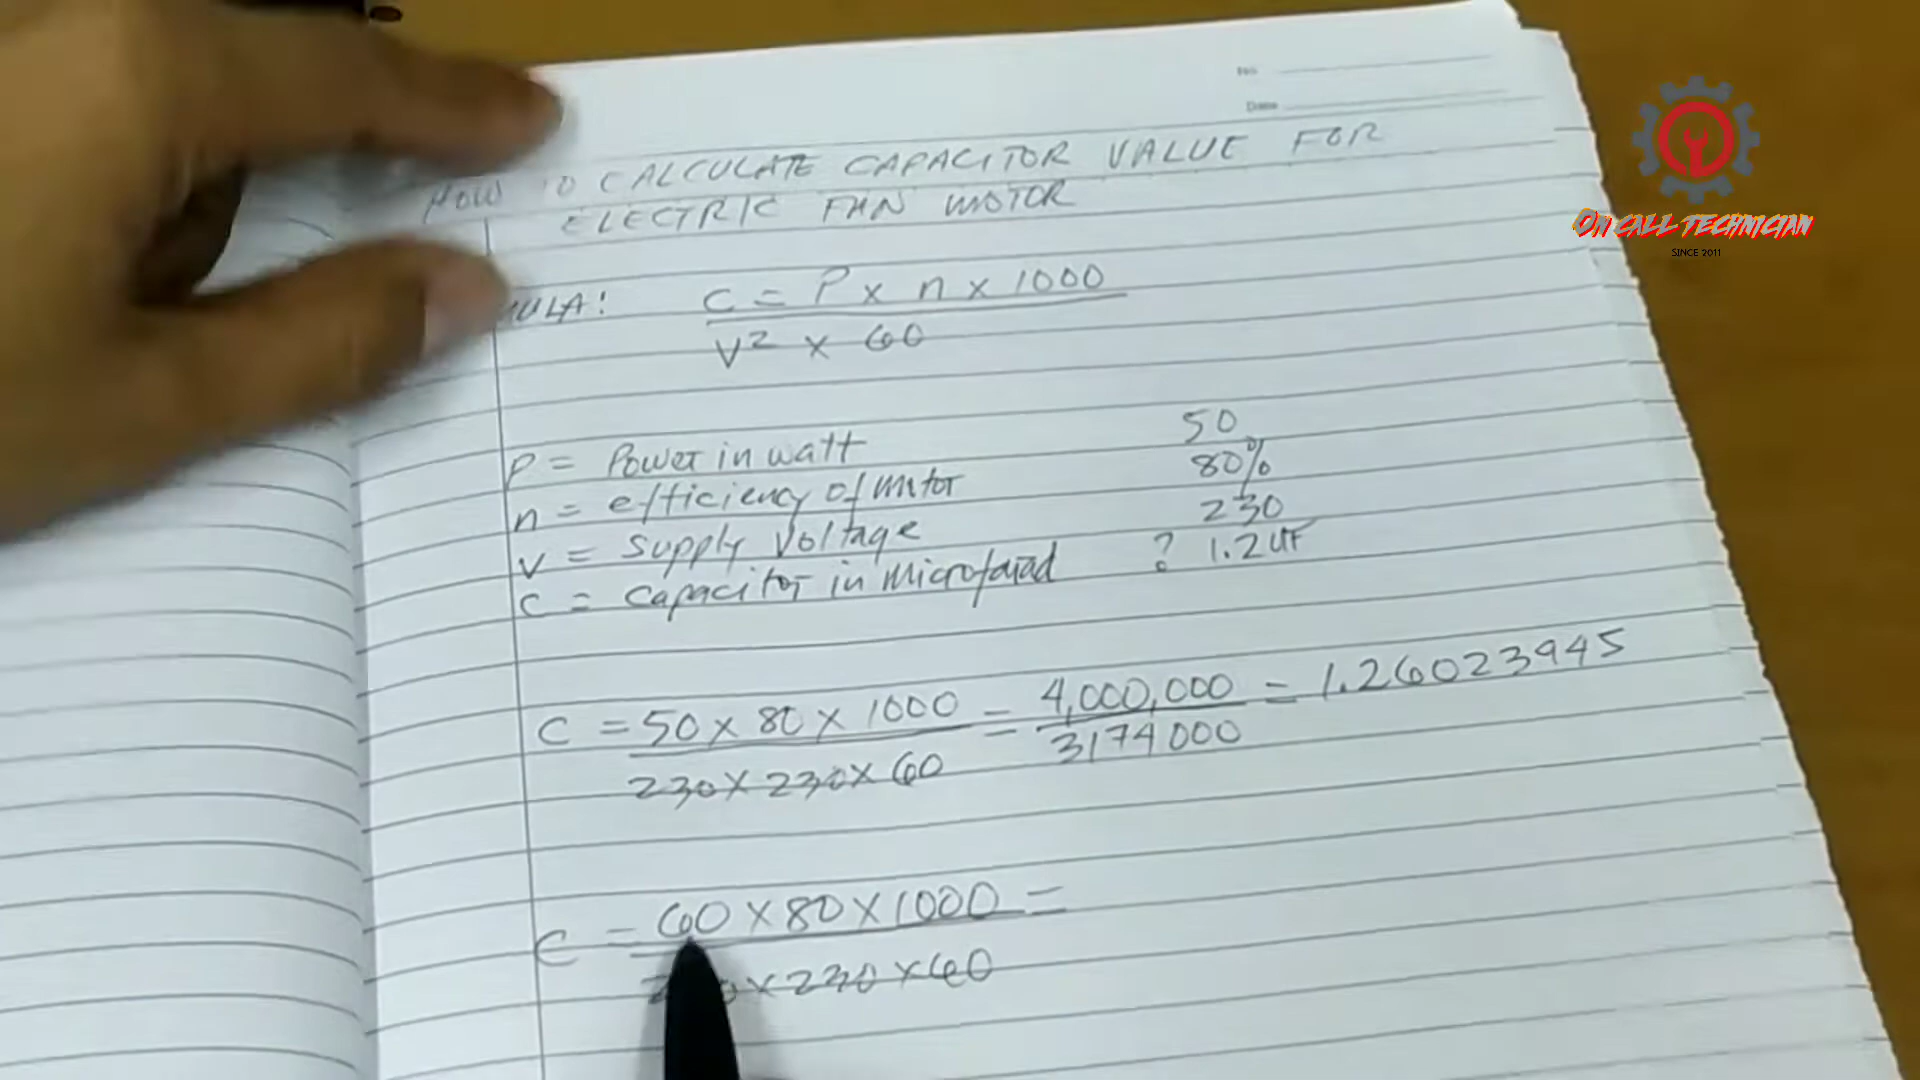 No
Date
HOW TO CALCULATE CAPACITOR VALUE FOR
ELECTRIC FAN MOTOR
ON CALL TECHNICIAN
SINCE 2011
MULA: C = P x n x 1000
V² x 60
P = Power in watt 50
n = efficiency of motor 80%
V = Supply Voltage 230
C = Capacitor in microfarad ? 1.2uF
C = 50 x 80 x 1000 = 4,000,000 = 1.26023945
230 x 230 x 60 3174000
C = 60 x 80 x 1000 =
x 230 x 60